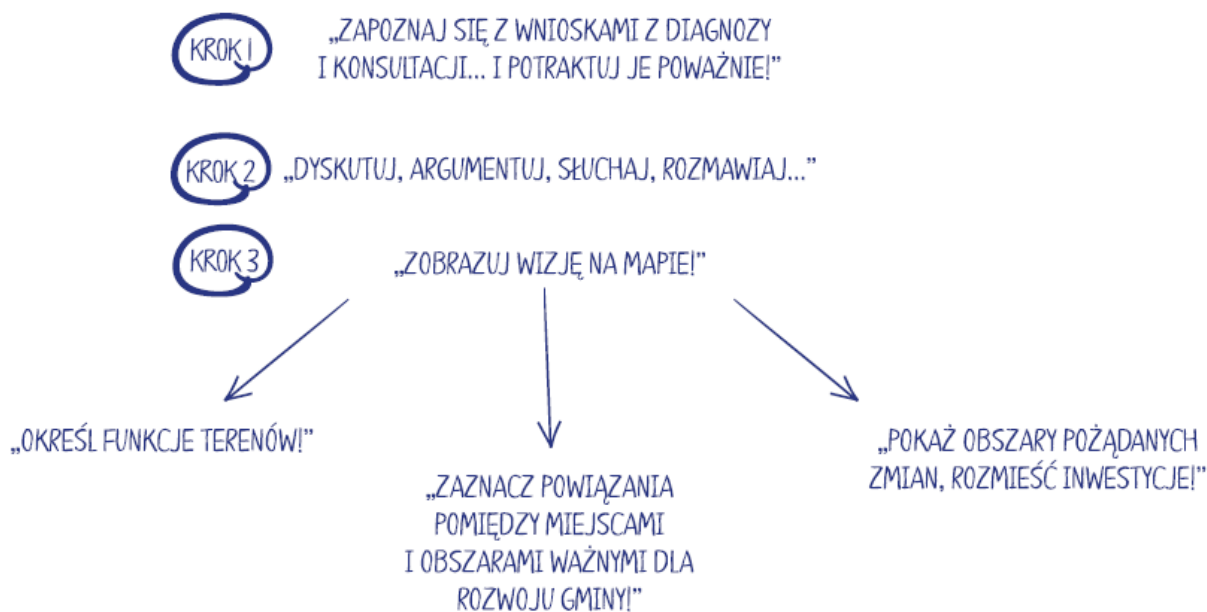 KROK 1
„ZAPOZNAJ SIĘ Z WNIOSKAMI Z DIAGNOZY
I KONSULTACJI... I POTRAKTUJ JE POWAŻNIE!”
KROK 2
„DYSKUTUJ, ARGUMENTUJ, SŁUCHAJ, ROZMAWIAJ...”
KROK 3
„ZOBRAZUJ WIZJĘ NA MAPIE!”
„OKREŚL FUNKCJE TERENÓW!”
„ZAZNACZ POWIĄZANIA
POMIĘDZY MIEJSCAMI
I OBSZARAMI WAŻNYMI DLA
ROZWOJU GMINY!”
„POKAŻ OBSZARY POŻĄDANYCH
ZMIAN, ROZMIEŚĆ INWESTYCJE!”